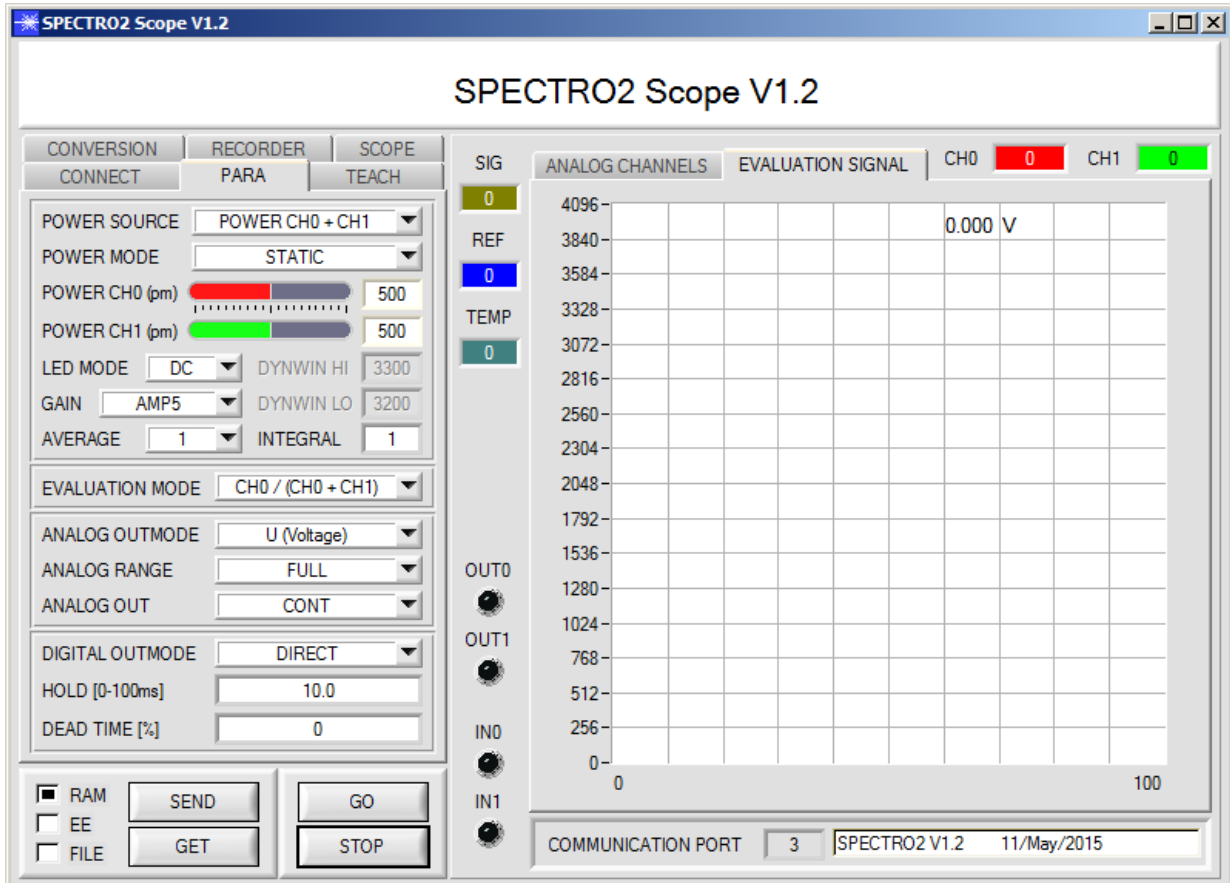 SPECTRO2 Scope V1.2
SPECTRO2 Scope V1.2
CONVERSION RECORDER SCOPE
CONNECT PARA TEACH
POWER SOURCE POWER CH0 + CH1
POWER MODE STATIC
POWER CH0 (pm) 500
POWER CH1 (pm) 500
LED MODE DC DYNWIN HI 3300
GAIN AMP5 DYNWIN LO 3200
AVERAGE 1 INTEGRAL 1
EVALUATION MODE CH0 / (CH0 + CH1)
ANALOG OUTMODE U (Voltage)
ANALOG RANGE FULL
ANALOG OUT CONT
DIGITAL OUTMODE DIRECT
HOLD [0-100ms] 10.0
DEAD TIME [%] 0
RAM
EE
FILE
SEND
GET
GO
STOP
SIG
0
REF
0
TEMP
0
OUT0
OUT1
IN0
IN1
ANALOG CHANNELS EVALUATION SIGNAL CH0 0 CH1 0
0.000 V
4096
3840
3584
3328
3072
2816
2560
2304
2048
1792
1536
1280
1024
768
512
256
0
0 100
COMMUNICATION PORT 3 SPECTRO2 V1.2 11/May/2015